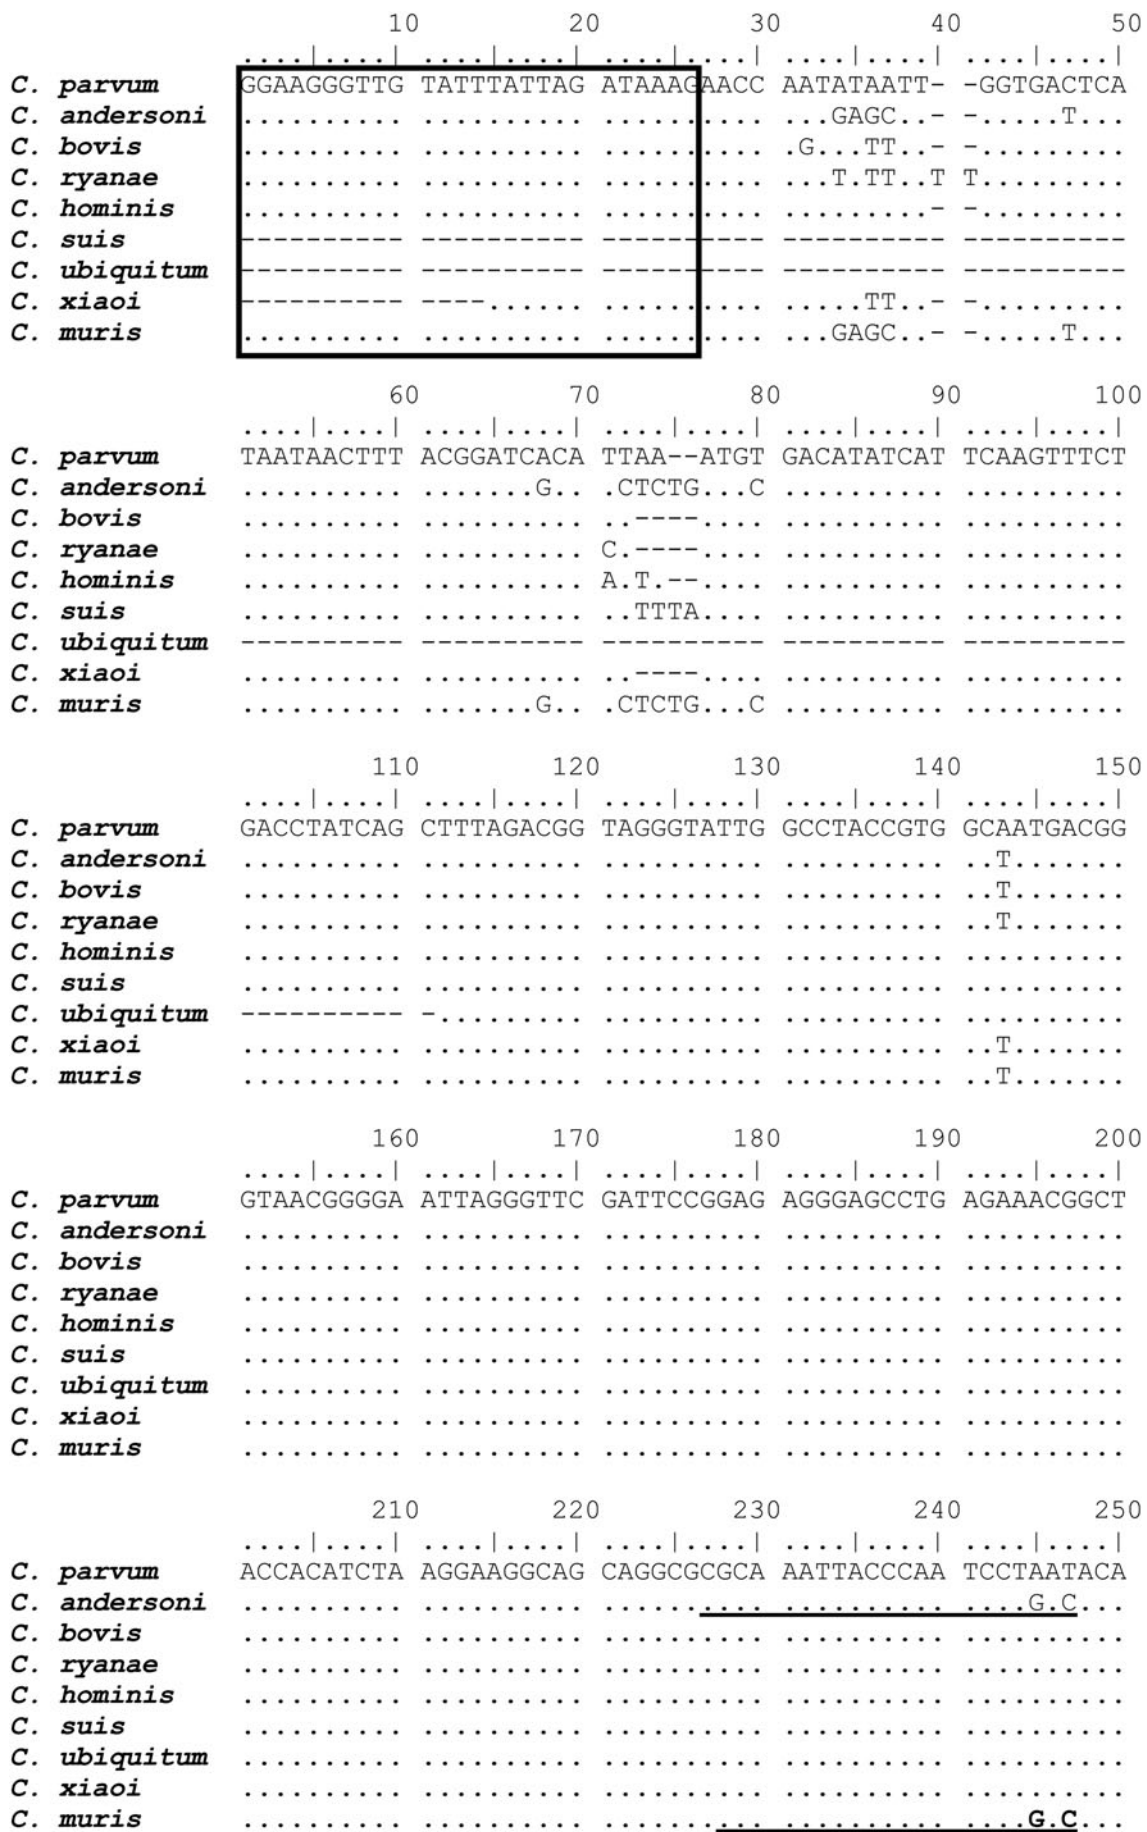 10 20 30 40 50
....|....| ....|....| ....|....| ....|....| ....|....|
C. parvum GGAAGGGTTG TATTTATTAG ATAAAGAACC AATATAATT- -GGTGACTCA
C. andersoni .......... .......... .......... ...GAGC..- -.....T...
C. bovis .......... .......... .......... .G...TT..- -.........
C. ryanae .......... .......... .......... ...T.TT..T T.........
C. hominis .......... .......... .......... .........- -.........
C. suis ---------- ---------- ---------- ---------- ----------
C. ubiquitum ---------- ---------- ---------- ---------- ----------
C. xiaoi ---------- ----...... .......... .....TT..- -.........
C. muris .......... .......... .......... ...GAGC..- -.....T...
60 70 80 90 100
....|....| ....|....| ....|....| ....|....| ....|....|
C. parvum TAATAACTTT ACGGATCACA TTAA--ATGT GACATATCAT TCAAGTTTCT
C. andersoni .......... .......G.. .CTCTG...C .......... ..........
C. bovis .......... .......... ..----.... .......... ..........
C. ryanae .......... .......... C.----.... .......... ..........
C. hominis .......... .......... A.T.--.... .......... ..........
C. suis .......... .......... ..TTTA.... .......... ..........
C. ubiquitum ---------- ---------- ---------- ---------- ----------
C. xiaoi .......... .......... ..----.... .......... ..........
C. muris .......... .......G.. .CTCTG...C .......... ..........
110 120 130 140 150
....|....| ....|....| ....|....| ....|....| ....|....|
C. parvum GACCTATCAG CTTTAGACGG TAGGGTATTG GCCTACCGTG GCAATGACGG
C. andersoni .......... .......... .......... .......... ..T.......
C. bovis .......... .......... .......... .......... ..T.......
C. ryanae .......... .......... .......... .......... ..T.......
C. hominis .......... .......... .......... .......... ..........
C. suis .......... .......... .......... .......... ..........
C. ubiquitum ---------- -......... .......... .......... ..........
C. xiaoi .......... .......... .......... .......... ..T.......
C. muris .......... .......... .......... .......... ..T.......
160 170 180 190 200
....|....| ....|....| ....|....| ....|....| ....|....|
C. parvum GTAACGGGGA ATTAGGGTTC GATTCCGGAG AGGGAGCCTG AGAAACGGCT
C. andersoni .......... .......... .......... .......... ..........
C. bovis .......... .......... .......... .......... ..........
C. ryanae .......... .......... .......... .......... ..........
C. hominis .......... .......... .......... .......... ..........
C. suis .......... .......... .......... .......... ..........
C. ubiquitum .......... .......... .......... .......... ..........
C. xiaoi .......... .......... .......... .......... ..........
C. muris .......... .......... .......... .......... ..........
210 220 230 240 250
....|....| ....|....| ....|....| ....|....| ....|....|
C. parvum ACCACATCTA AGGAAGGCAG CAGGCGCGCA AATTACCCAA TCCTAATACA
C. andersoni .......... .......... .......... .......... ....G.C...
C. bovis .......... .......... .......... .......... ..........
C. ryanae .......... .......... .......... .......... ..........
C. hominis .......... .......... .......... .......... ..........
C. suis .......... .......... .......... .......... ..........
C. ubiquitum .......... .......... .......... .......... ..........
C. xiaoi .......... .......... .......... .......... ..........
C. muris .......... .......... .......... .......... ....G.C...